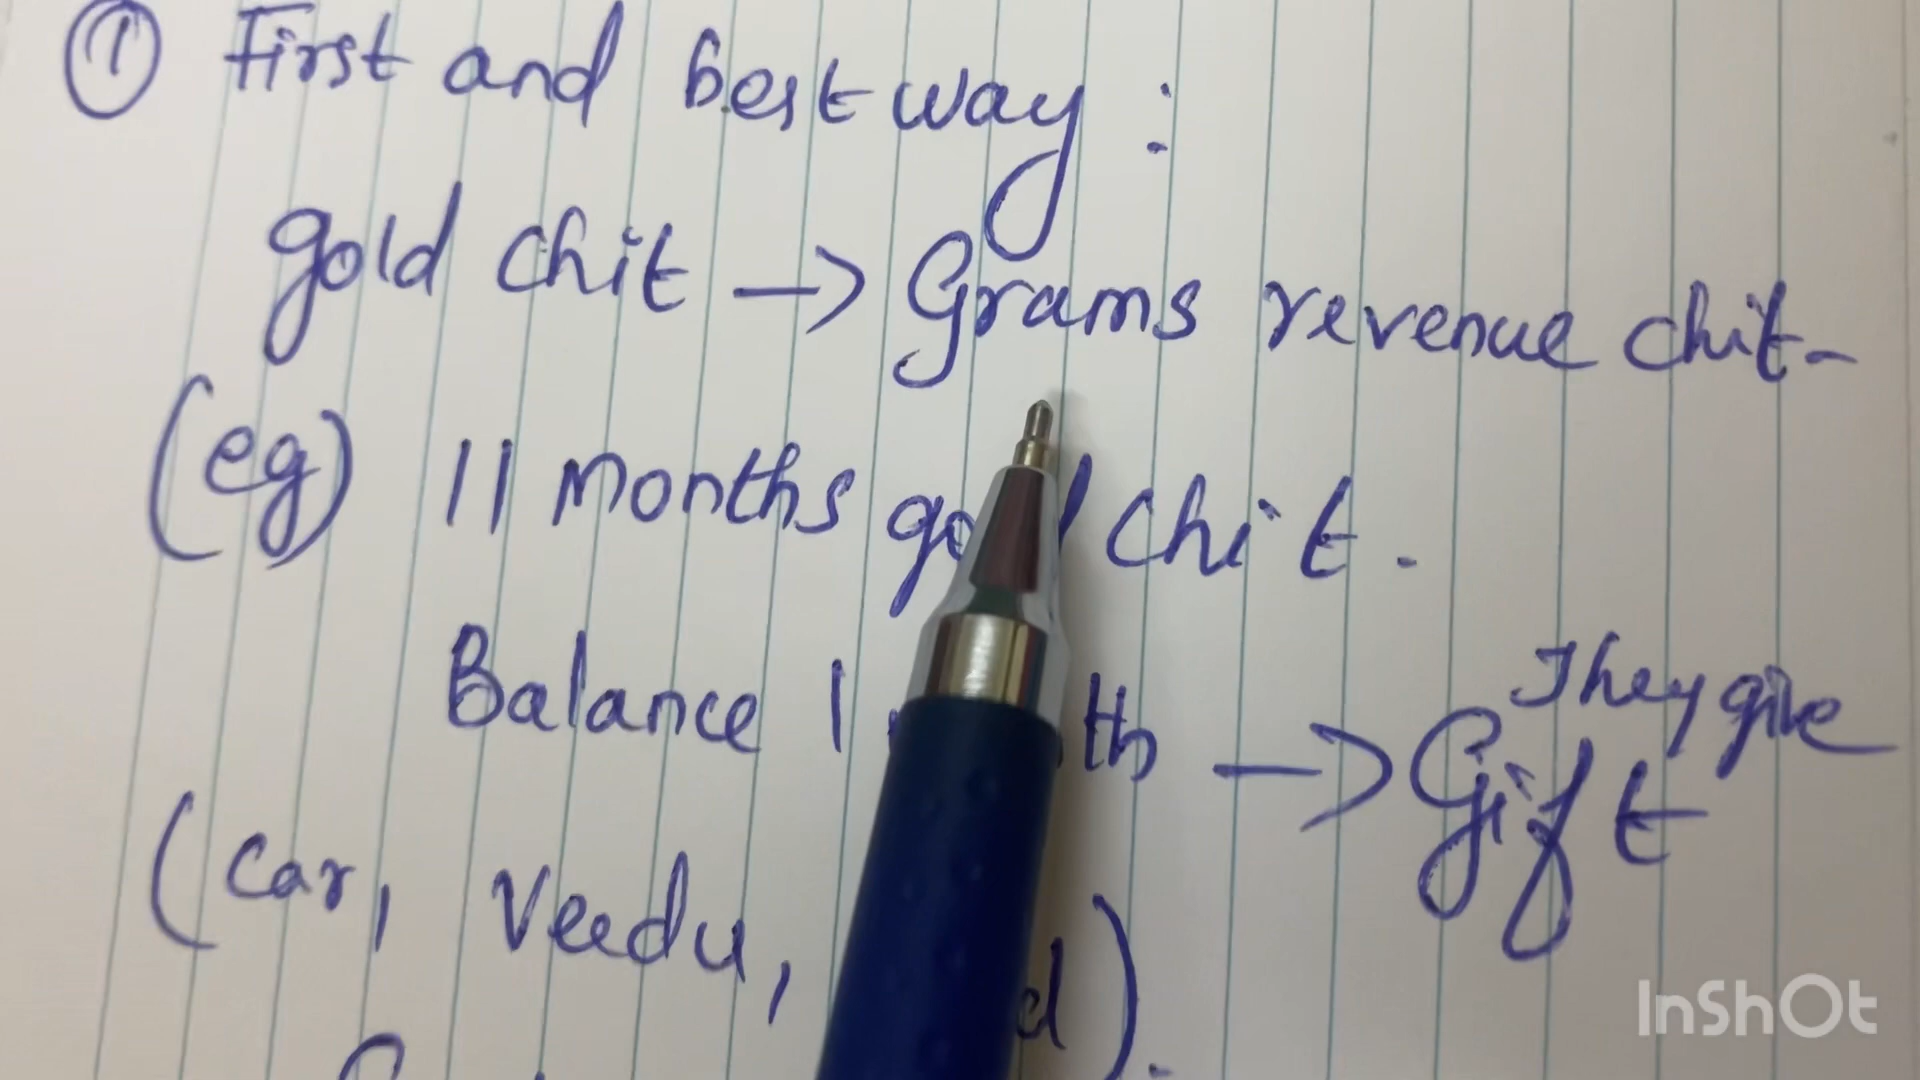 ① First and best way :
gold chit → Grams revenue chit-
(eg) 11 Months gold chit.
Balance 1 → They give Gift
(Car, Veedu,
InShOt